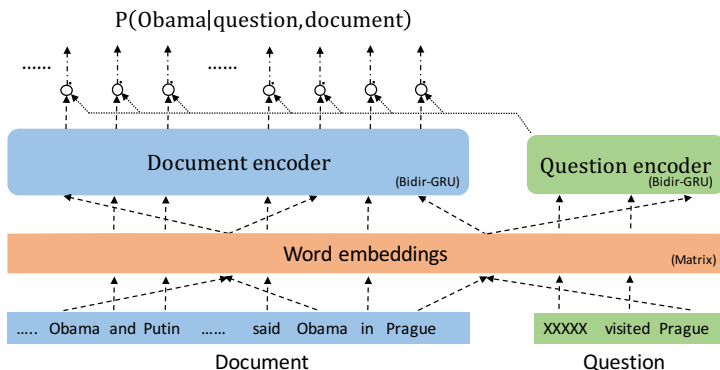 P(Obama|question,document)
...... ......
Document encoder
(Bidir-GRU)
Question encoder
(Bidir-GRU)
Word embeddings
(Matrix)
..... Obama and Putin ...... said Obama in Prague
XXXXX visited Prague
Document
Question